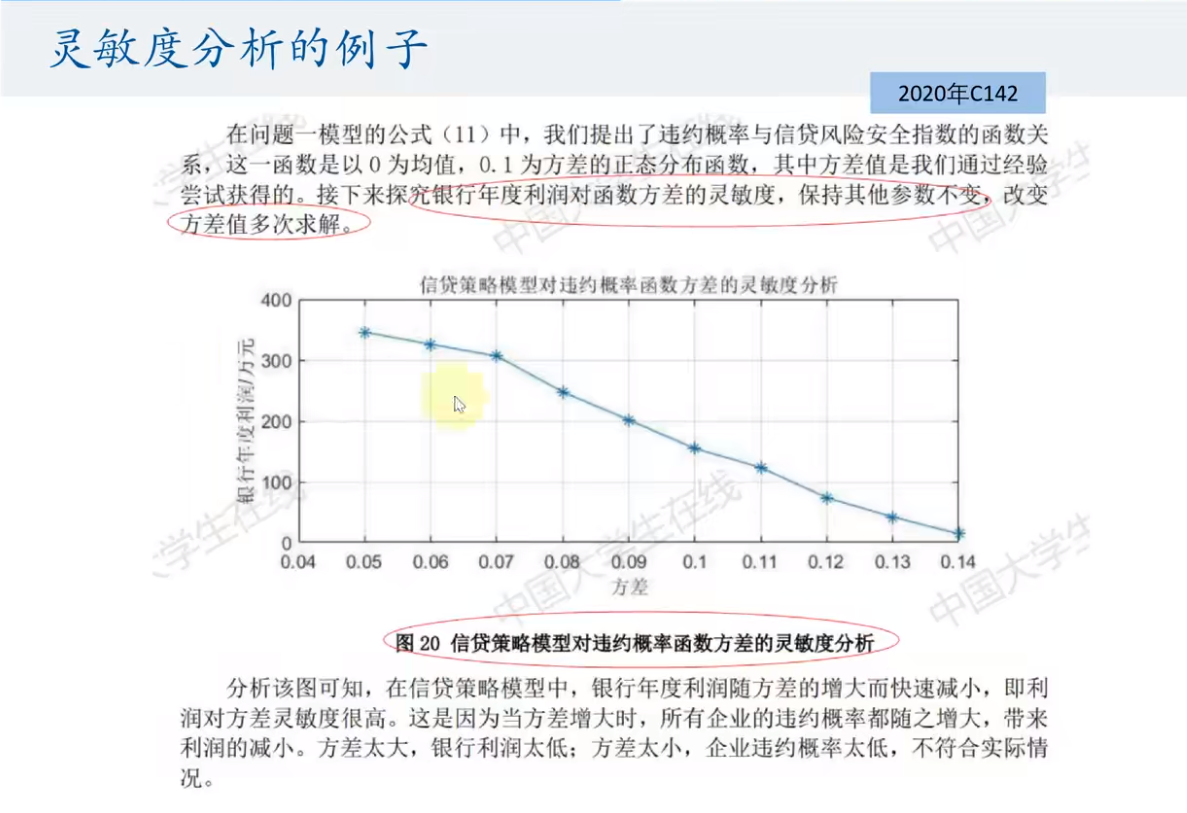 灵敏度分析的例子
2020年C142
在问题一模型的公式（11）中，我们提出了违约概率与信贷风险安全指数的函数关
系，这一函数是以 0 为均值，0.1 为方差的正态分布函数，其中方差值是我们通过经验
尝试获得的。接下来探究银行年度利润对函数方差的灵敏度，保持其他参数不变，改变
方差值多次求解。
信贷策略模型对违约概率函数方差的灵敏度分析
银行年度利润/万元
400
300
200
100
0
0.04 0.05 0.06 0.07 0.08 0.09 0.1 0.11 0.12 0.13 0.14
方差
图 20 信贷策略模型对违约概率函数方差的灵敏度分析
分析该图可知，在信贷策略模型中，银行年度利润随方差的增大而快速减小，即利
润对方差灵敏度很高。这是因为当方差增大时，所有企业的违约概率都随之增大，带来
利润的减小。方差太大，银行利润太低；方差太小，企业违约概率太低，不符合实际情
况。
中国大学生在线